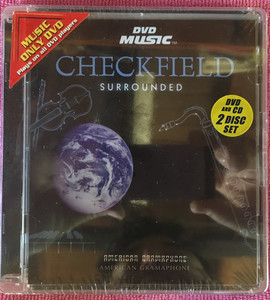 MUSIC
ONLY DVD
Plays on all DVD players
DVD
MUSIC™
CHECKFIELD
SURROUNDED
DVD
AND CD
2 DISC
SET
AMERICAN GRAMAPHONE
AMERICAN GRAMAPHONE